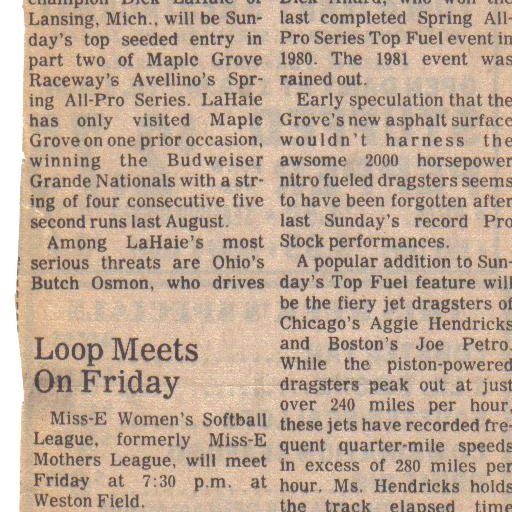 champion Dick LaHaie of
Lansing, Mich., will be Sun-
day's top seeded entry in
part two of Maple Grove
Raceway's Avellino's Spr-
ing All-Pro Series. LaHaie
has only visited Maple
Grove on one prior occasion,
winning the Budweiser
Grande Nationals with a str-
ing of four consecutive five
second runs last August.
Among LaHaie's most
serious threats are Ohio's
Butch Osmon, who drives
Loop Meets
On Friday
Miss-E Women's Softball
League, formerly Miss-E
Mothers League, will meet
Friday at 7:30 p.m. at
Weston Field.
who won the
last completed Spring All-
Pro Series Top Fuel event in
1980. The 1981 event was
rained out.
Early speculation that the
Grove's new asphalt surface
wouldn't harness the
awsome 2000 horsepower
nitro fueled dragsters seems
to have been forgotten after
last Sunday's record Pro
Stock performances.
A popular addition to Sun-
day's Top Fuel feature will
be the fiery jet dragsters of
Chicago's Aggie Hendricks
and Boston's Joe Petro.
While the piston-powered
dragsters peak out at just
over 240 miles per hour,
these jets have recorded fre-
quent quarter-mile speeds
in excess of 280 miles per
hour. Ms. Hendricks holds
the track elapsed time